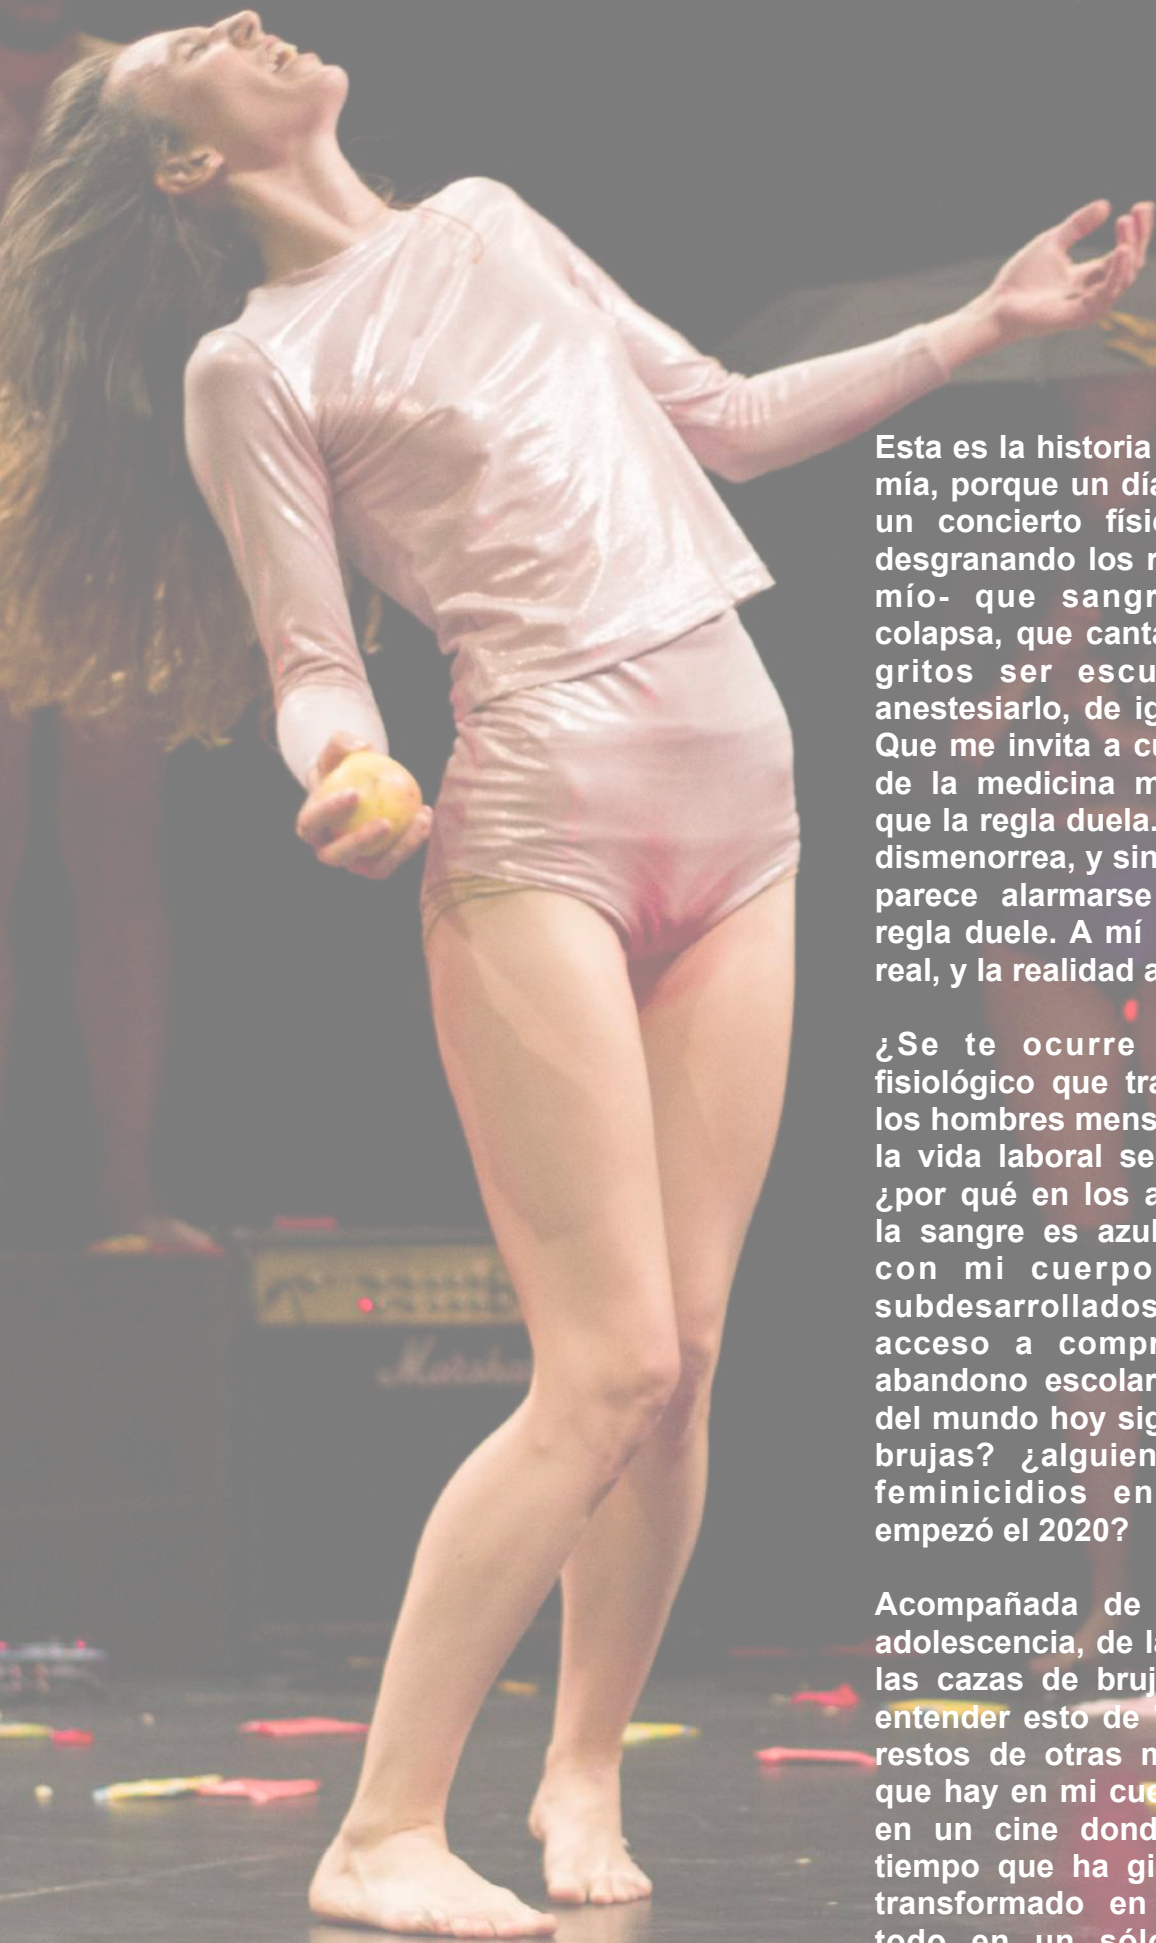 Esta es la historia
mía, porque un día
un concierto físi
desgranando los r
mío- que sangr
colapsa, que canta
gritos ser escu
anestesiarlo, de ig
Que me invita a cu
de la medicina m
que la regla duela.
dismenorrea, y sin
parece alarmarse
regla duele. A mí
real, y la realidad a
¿Se te ocurre
fisiológico que tra
los hombres mens
la vida laboral se
¿por qué en los a
la sangre es azul
con mi cuerpo
subdesarrollados
acceso a compr
abandono escolar
del mundo hoy sig
brujas? ¿alguien
feminicidios en
empezó el 2020?
Acompañada de
adolescencia, de la
las cazas de bruj
entender esto de
restos de otras m
que hay en mi cue
en un cine dond
tiempo que ha gi
transformado en
todo en un sólo